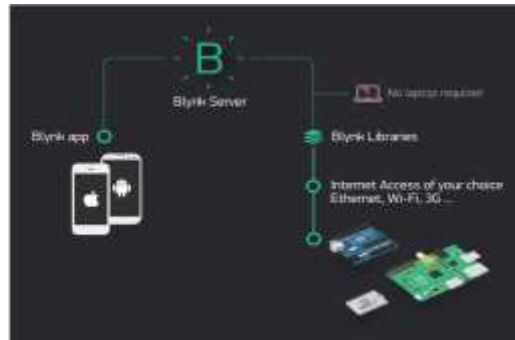 B
Blynk Server
No laptop required
Blynk app
Blynk Libraries
Internet Access of your choice
Ethernet, Wi-Fi, 3G ...